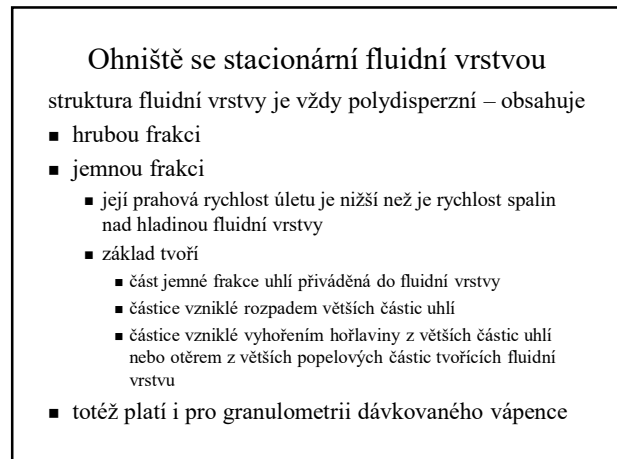 Ohniště se stacionární fluidní vrstvou
struktura fluidní vrstvy je vždy polydisperzní – obsahuje
■ hrubou frakci
■ jemnou frakci
■ její prahová rychlost úletu je nižší než je rychlost spalin
nad hladinou fluidní vrstvy
■ základ tvoří
■ část jemné frakce uhlí přiváděná do fluidní vrstvy
■ částice vzniklé rozpadem větších částic uhlí
■ částice vzniklé vyhořením hořlaviny z větších částic uhlí
nebo otěrem z větších popelových částic tvořících fluidní
vrstvu
■ totéž platí i pro granulometrii dávkovaného vápence